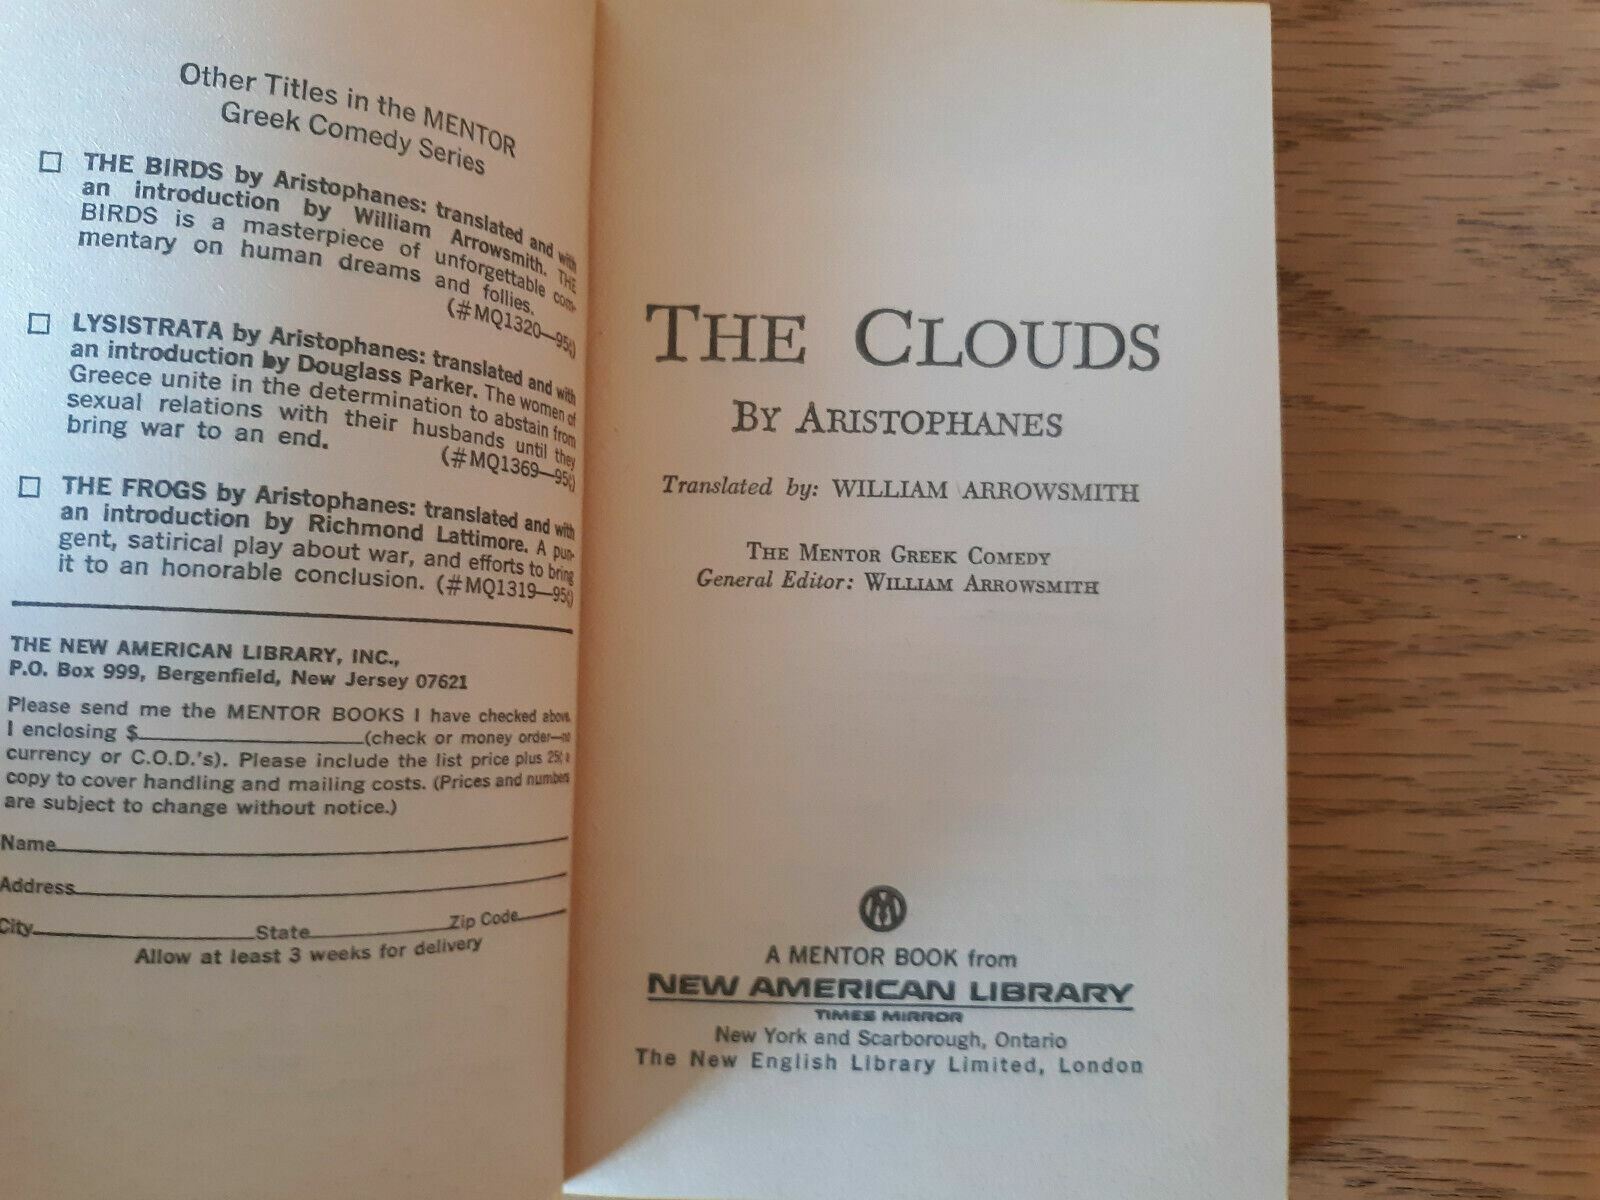 Other Titles in the MENTOR
Greek Comedy Series
THE BIRDS by Aristophanes: translated and with
an introduction by William Arrowsmith. THE
BIRDS is a masterpiece of unforgettable com-
mentary on human dreams and follies.
(#MQ1320—95¢)
LYSISTRATA by Aristophanes: translated and with
an introduction by Douglass Parker. The women of
Greece unite in the determination to abstain from
sexual relations with their husbands until they
bring war to an end.
(#MQ1369—95¢)
THE FROGS by Aristophanes: translated and with
an introduction by Richmond Lattimore. A pun-
gent, satirical play about war, and efforts to bring
it to an honorable conclusion. (#MQ1319—95¢)
THE NEW AMERICAN LIBRARY, INC.,
P.O. Box 999, Bergenfield, New Jersey 07621
Please send me the MENTOR BOOKS I have checked above.
I enclosing $ (check or money order—no
currency or C.O.D.'s). Please include the list price plus 25¢ a
copy to cover handling and mailing costs. (Prices and numbers
are subject to change without notice.)
Name
Address
City State Zip Code
Allow at least 3 weeks for delivery
THE CLOUDS
BY ARISTOPHANES
Translated by: WILLIAM ARROWSMITH
THE MENTOR GREEK COMEDY
General Editor: WILLIAM ARROWSMITH
M
A MENTOR BOOK from
NEW AMERICAN LIBRARY
TIMES MIRROR
New York and Scarborough, Ontario
The New English Library Limited, London